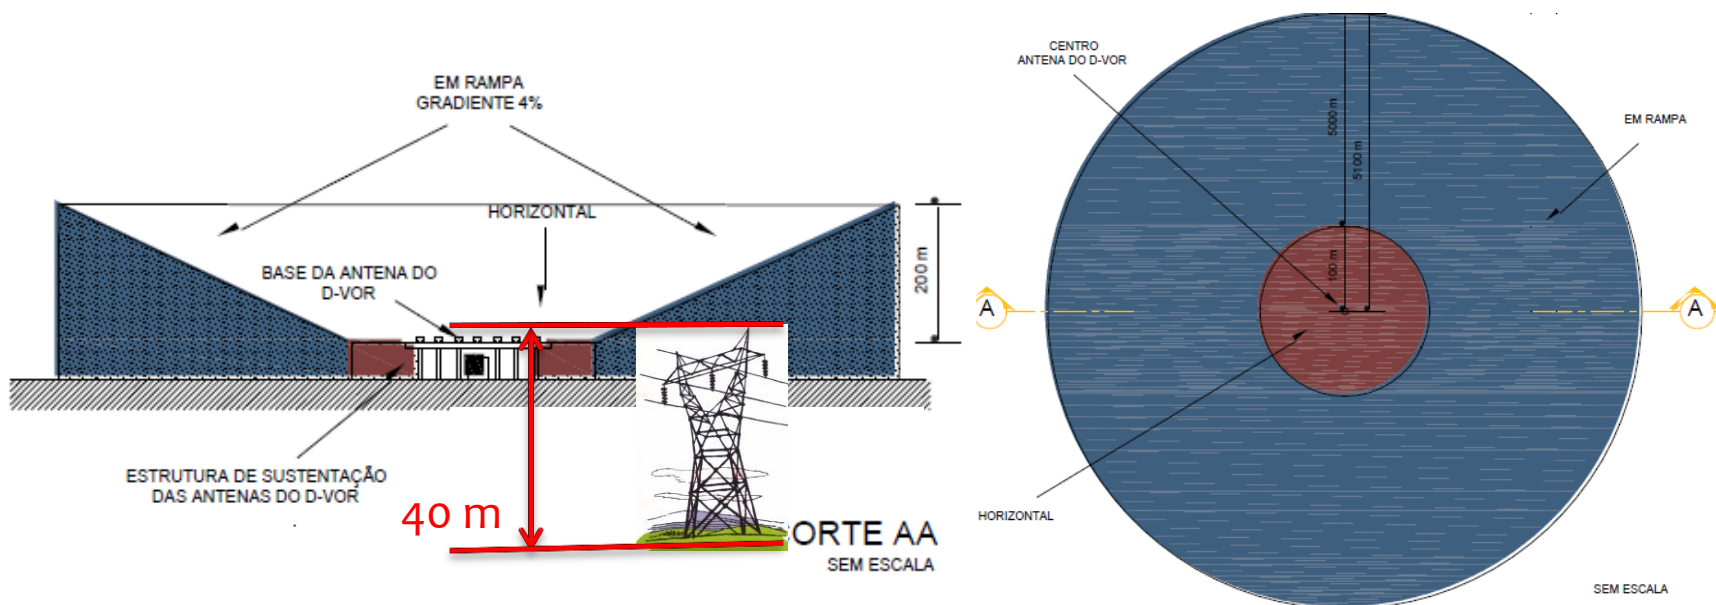 EM RAMPA
GRADIENTE 4%
HORIZONTAL
BASE DA ANTENA DO
D-VOR
200 m
ESTRUTURA DE SUSTENTAÇÃO
DAS ANTENAS DO D-VOR
40 m
ORTE AA
SEM ESCALA
CENTRO
ANTENA DO D-VOR
5000 m
5100 m
EM RAMPA
100 m
A
A
HORIZONTAL
SEM ESCALA